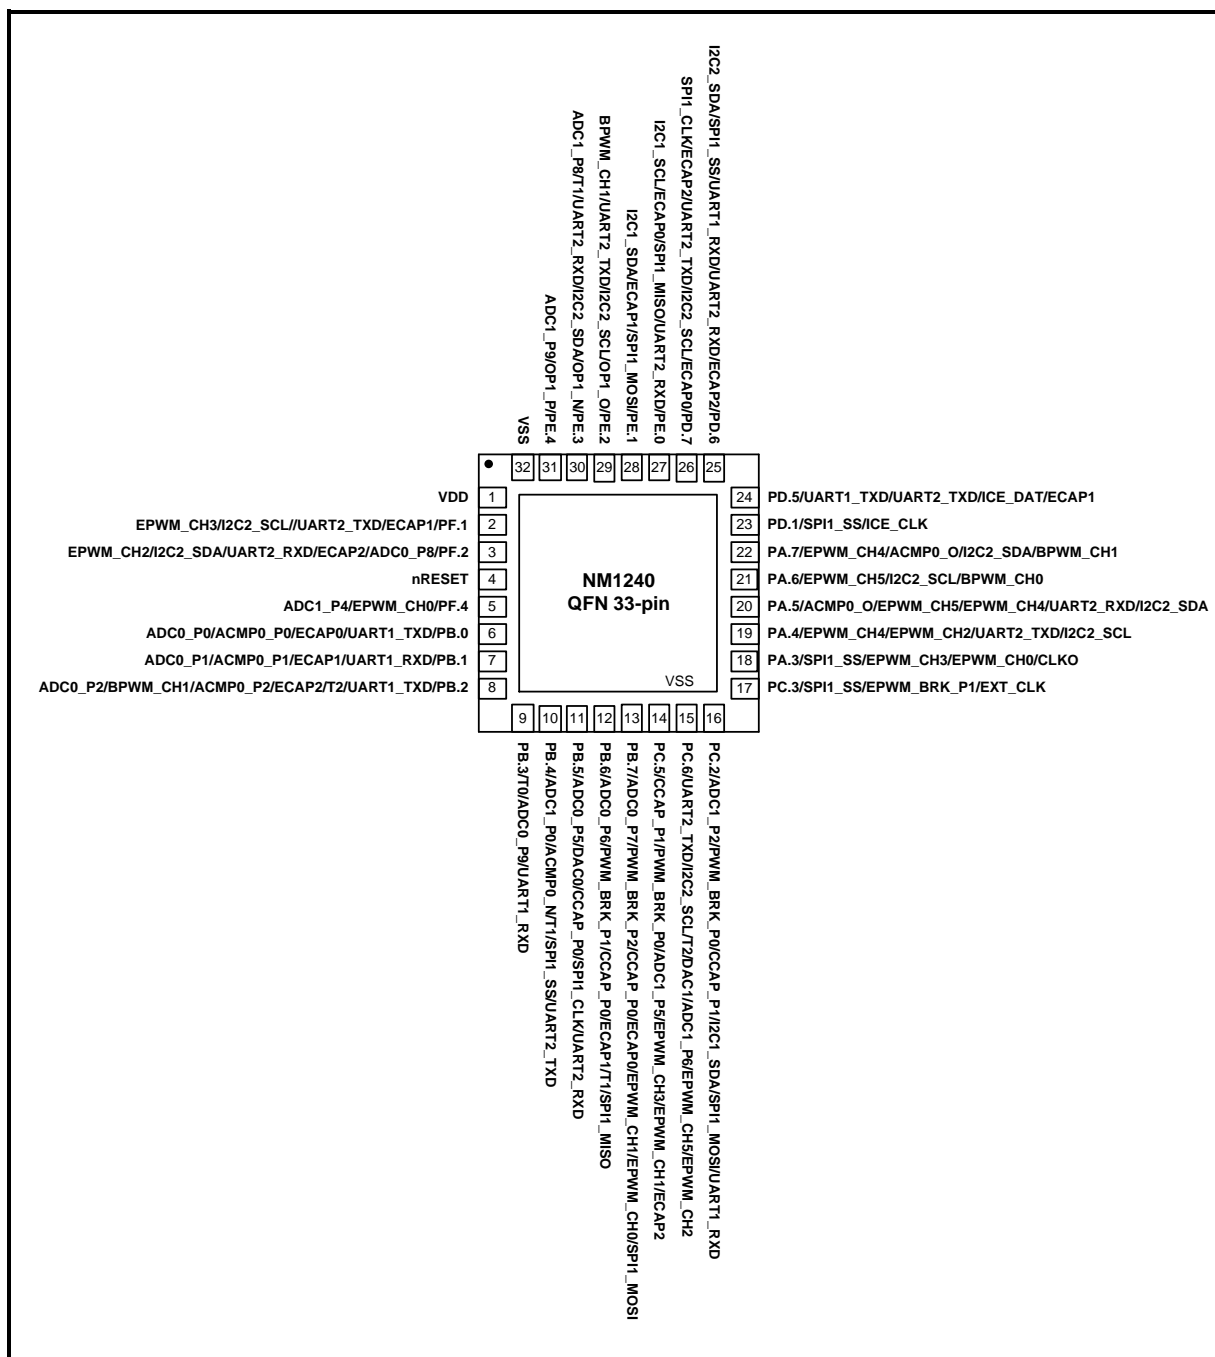 I2C2_SDA/SPI1_SS/UART1_RXD/UART2_RXD/ECAP2/PD.6
SPI1_CLK/ECAP2/UART2_TXD/I2C2_SCL/ECAP0/PD.7
I2C1_SCL/ECAP0/SPI1_MISO/UART2_RXD/PE.0
I2C1_SDA/ECAP1/SPI1_MOSI/PE.1
BPWM_CH1/UART2_TXD/I2C2_SCL/OP1_O/PE.2
ADC1_P8/T1/UART2_RXD/I2C2_SDA/OP1_N/PE.3
ADC1_P9/OP1_P/PE.4
VSS
32 31 30 29 28 27 26 25
VDD 1
EPWM_CH3/I2C2_SCL//UART2_TXD/ECAP1/PF.1 2
EPWM_CH2/I2C2_SDA/UART2_RXD/ECAP2/ADC0_P8/PF.2 3
nRESET 4
ADC1_P4/EPWM_CH0/PF.4 5
ADC0_P0/ACMP0_P0/ECAP0/UART1_TXD/PB.0 6
ADC0_P1/ACMP0_P1/ECAP1/UART1_RXD/PB.1 7
ADC0_P2/BPWM_CH1/ACMP0_P2/ECAP2/T2/UART1_TXD/PB.2 8
NM1240
QFN 33-pin
VSS
24 PD.5/UART1_TXD/UART2_TXD/ICE_DAT/ECAP1
23 PD.1/SPI1_SS/ICE_CLK
22 PA.7/EPWM_CH4/ACMP0_O/I2C2_SDA/BPWM_CH1
21 PA.6/EPWM_CH5/I2C2_SCL/BPWM_CH0
20 PA.5/ACMP0_O/EPWM_CH5/EPWM_CH4/UART2_RXD/I2C2_SDA
19 PA.4/EPWM_CH4/EPWM_CH2/UART2_TXD/I2C2_SCL
18 PA.3/SPI1_SS/EPWM_CH3/EPWM_CH0/CLKO
17 PC.3/SPI1_SS/EPWM_BRK_P1/EXT_CLK
9 10 11 12 13 14 15 16
PB.3/T0/ADC0_P9/UART1_RXD
PB.4/ADC1_P0/ACMP0_N/T1/SPI1_SS/UART2_TXD
PB.5/ADC0_P5/DAC0/CCAP_P0/SPI1_CLK/UART2_RXD
PB.6/ADC0_P6/PWM_BRK_P1/CCAP_P0/ECAP1/T1/SPI1_MISO
PB.7/ADC0_P7/PWM_BRK_P2/CCAP_P0/ECAP0/EPWM_CH1/EPWM_CH0/SPI1_MOSI
PC.5/CCAP_P1/PWM_BRK_P0/ADC1_P5/EPWM_CH3/EPWM_CH1/ECAP2
PC.6/UART2_TXD/I2C2_SCL/T2/DAC1/ADC1_P6/EPWM_CH5/EPWM_CH2
PC.2/ADC1_P2/PWM_BRK_P0/CCAP_P1/I2C1_SDA/SPI1_MOSI/UART1_RXD